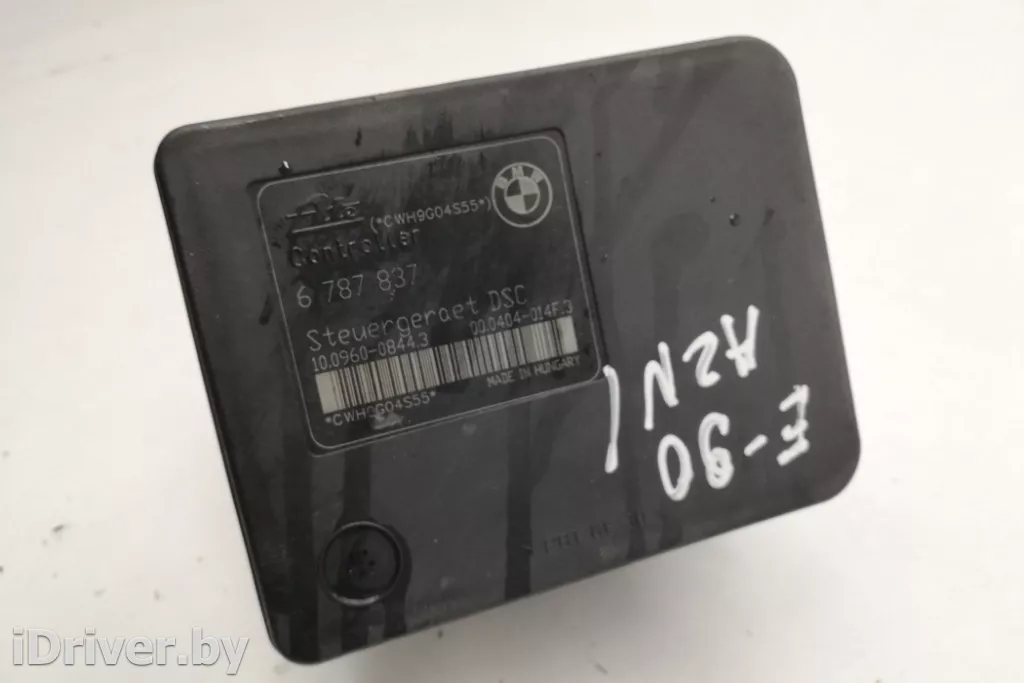 BMW
(*CWH9G04S55*)
Controller
6 787 837
Steuergeraet DSC
10.0960-0844.3 00.0404-014F.3
MADE IN HUNGARY
*CWH9G04S55*
E-90
A2N
iDriver.by